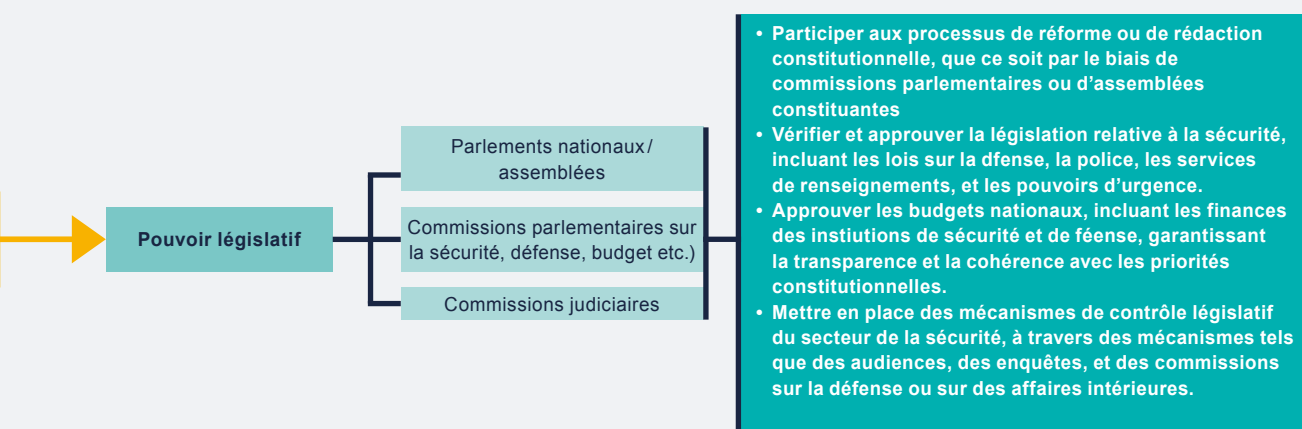 Pouvoir législatif
Parlements nationaux/
assemblées
Commissions parlementaires sur
la sécurité, défense, budget etc.)
Commissions judiciaires
• Participer aux processus de réforme ou de rédaction
constitutionnelle, que ce soit par le biais de
commissions parlementaires ou d’assemblées
constituantes
• Vérifier et approuver la législation relative à la sécurité,
incluant les lois sur la dfense, la police, les services
de renseignements, et les pouvoirs d’urgence.
• Approuver les budgets nationaux, incluant les finances
des instiutions de sécurité et de féense, garantissant
la transparence et la cohérence avec les priorités
constitutionnelles.
• Mettre en place des mécanismes de contrôle législatif
du secteur de la sécurité, à travers des mécanismes tels
que des audiences, des enquêtes, et des commissions
sur la défense ou sur des affaires intérieures.